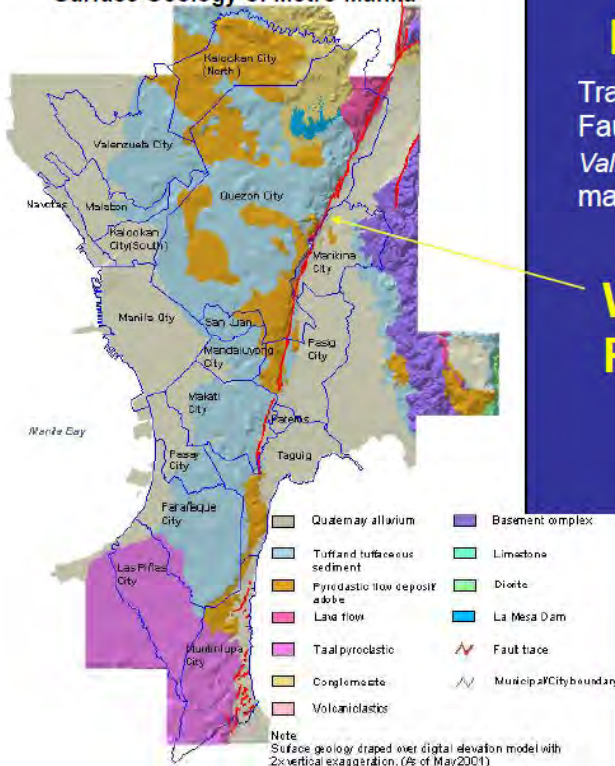 Surface Geology of Metro Manila
Kalookan City
(North)
Valenzuela City
Quezon City
Navotas
Malabon
Kalookan
City(South)
Marikina
City
Manila City
San Juan
Mandaluyong
City
Pasig
City
Makati
City
Pateros
Manila Bay
Pasay
City
Taguig
Parañaque
City
Las Piñas
City
Muntinlupa
City
Quaternary alluvium
Tuff and tuffaceous
sediment
Pyroclastic flow deposit
adobe
Lava flow
Taal pyroclastic
Conglomerate
Volcaniclastics
Basement complex
Limestone
Diorite
La Mesa Dam
Fault trace
Municipal/City boundary
Note
Surface geology draped over digital elevation model with
2x vertical exaggeration. (As of May 2001)
Tra
Fau
Val
ma